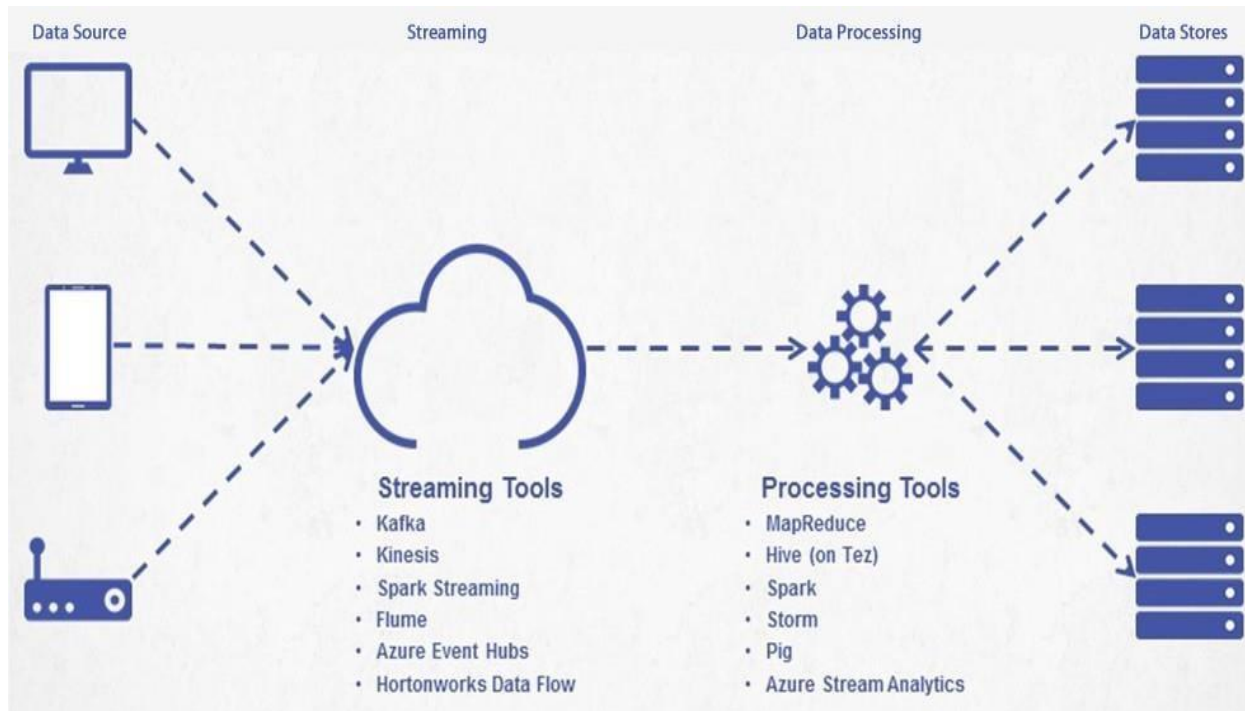 Data Source
Streaming
Data Processing
Data Stores
Streaming Tools
• Kafka
• Kinesis
• Spark Streaming
• Flume
• Azure Event Hubs
• Hortonworks Data Flow
Processing Tools
• MapReduce
• Hive (on Tez)
• Spark
• Storm
• Pig
• Azure Stream Analytics